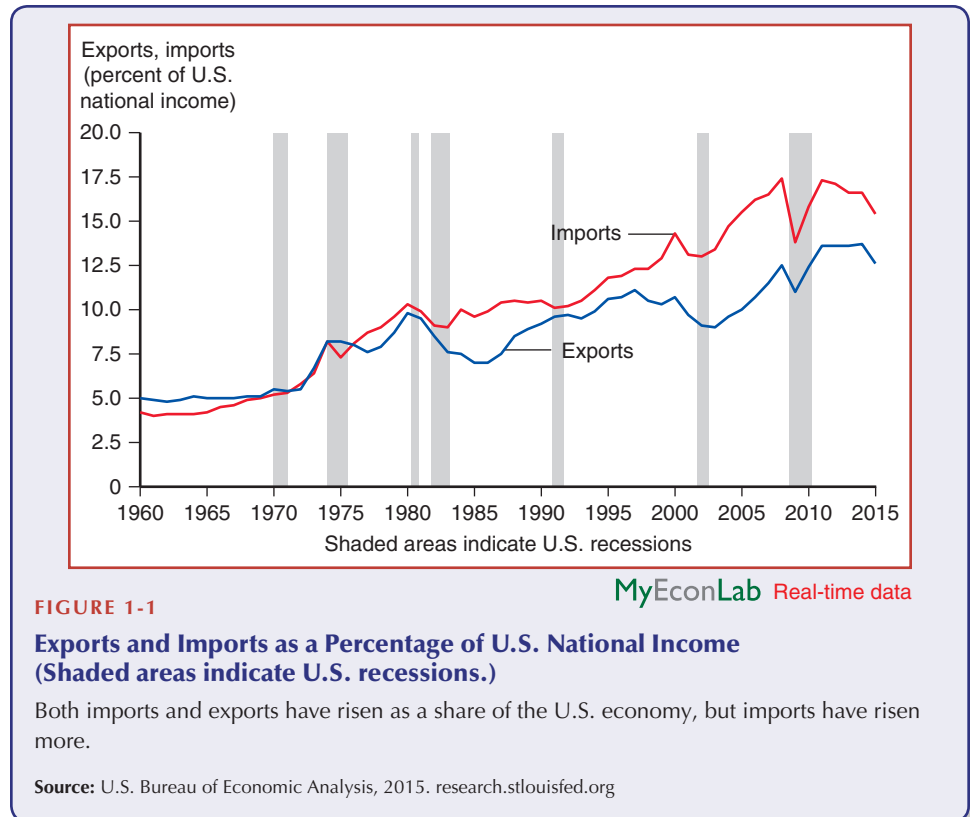 Exports, imports
(percent of U.S.
national income)
20.0
17.5
15.0
12.5
10.0
7.5
5.0
2.5
0
Imports
Exports
1960 1965 1970 1975 1980 1985 1990 1995 2000 2005 2010 2015
Shaded areas indicate U.S. recessions
MyEconLab Real-time data
FIGURE 1-1
Exports and Imports as a Percentage of U.S. National Income
(Shaded areas indicate U.S. recessions.)
Both imports and exports have risen as a share of the U.S. economy, but imports have risen
more.
Source: U.S. Bureau of Economic Analysis, 2015. research.stlouisfed.org